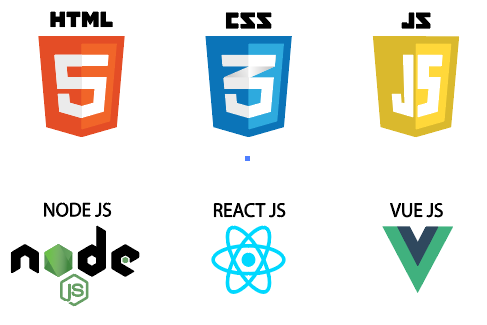 HTML CSS JS
5 3 JS
NODE JS REACT JS VUE JS
node
JS